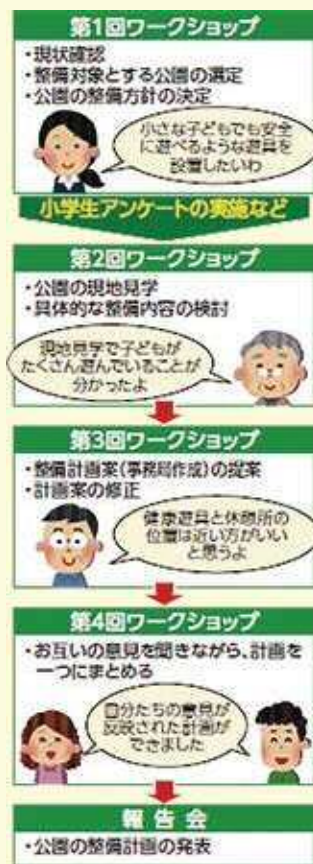 第1回ワークショップ
・現状確認
・整備対象とする公園の選定
・公園の整備方針の決定
小さな子どもでも安全
に遊べるような遊具を
設置したいわ
小学生アンケートの実施など
第2回ワークショップ
・公園の現地見学
・具体的な整備内容の検討
現地見学で子どもが
たくさん遊んでいることが
分かったよ
第3回ワークショップ
・整備計画案(事務局作成)の提案
・計画案の修正
健康遊具と休憩所の
位置は近い方がいい
と思うよ
第4回ワークショップ
・お互いの意見を聞きながら、計画を
一つにまとめる
自分たちの意見が
反映された計画が
できました
報告会
・公園の整備計画の発表